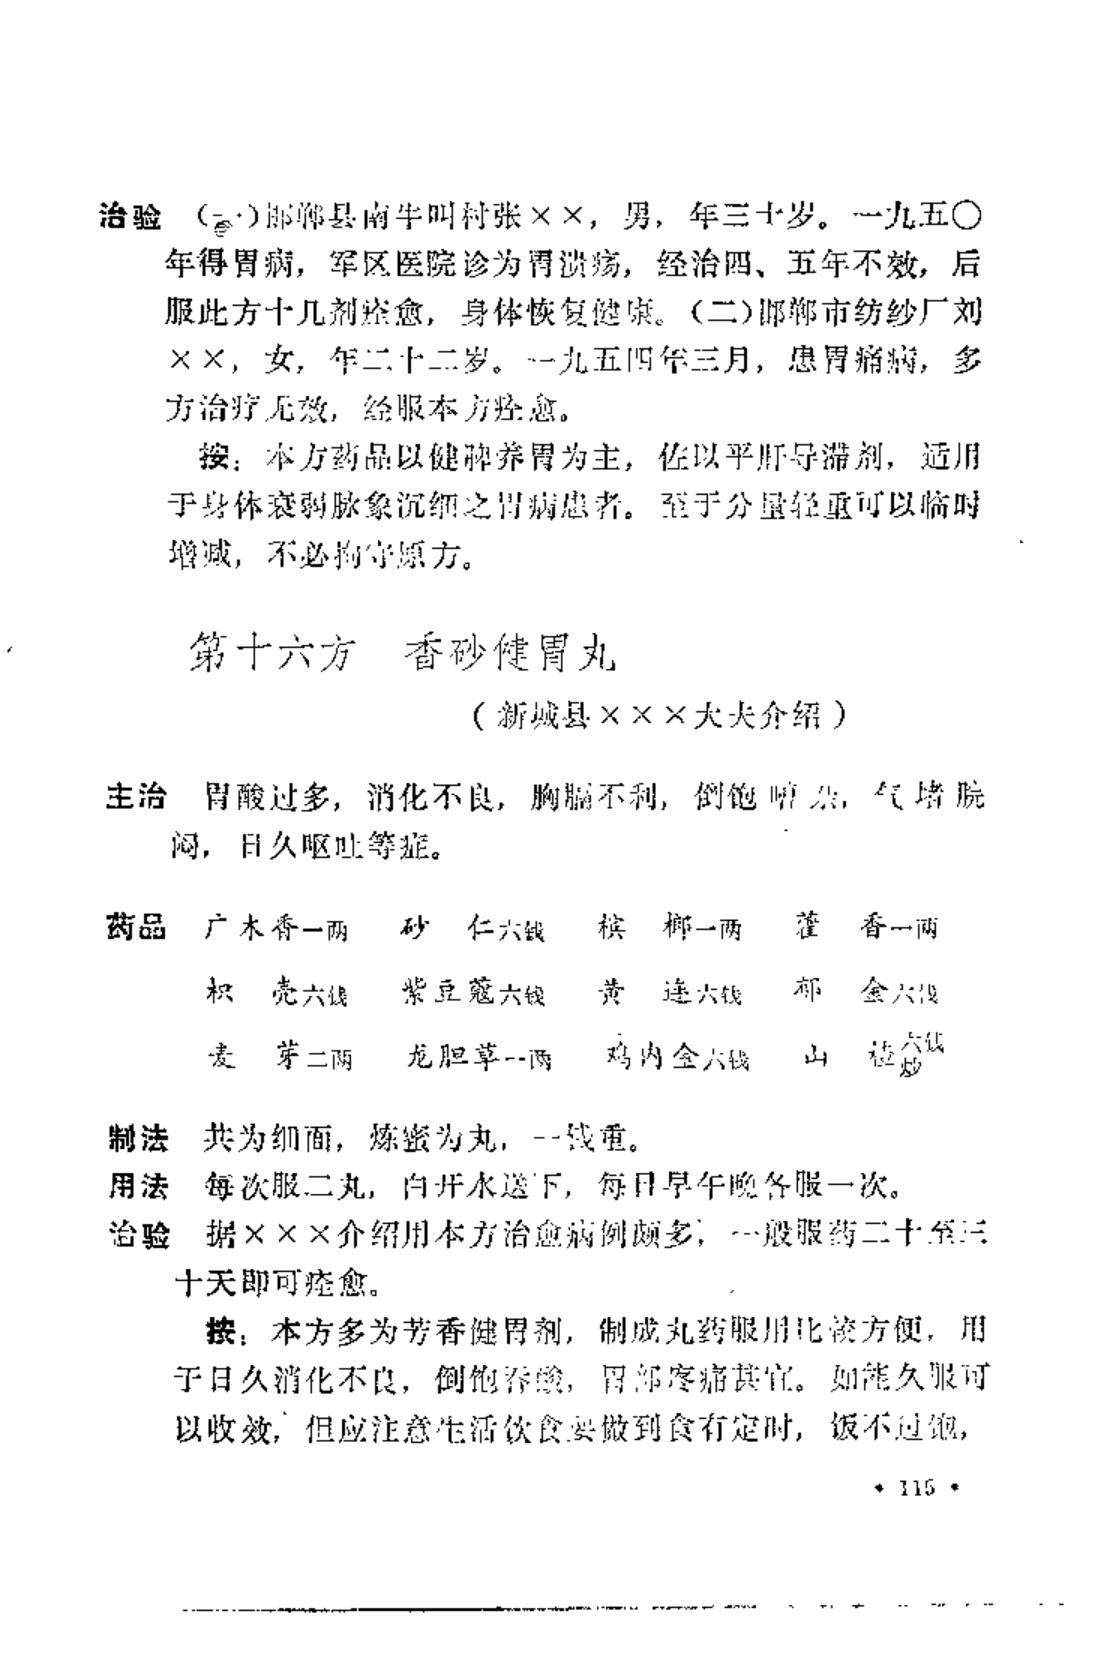 治验 （一）邯郸县南牛叫村张××，男，年三十岁。一九五〇
年得胃病，军区医院诊为胃溃疡，经治四、五年不效，后
服此方十几剂痊愈，身体恢复健康。（二）邯郸市纺纱厂刘
××，女，年二十二岁。一九五四年三月，患胃痛病，多
方治疗无效，经服本方痊愈。
按：本方药品以健脾养胃为主，佐以平肝导滞剂，适用
于身体衰弱脉象沉细之胃病患者。至于分量轻重可以临时
增减，不必拘守原方。
第十六方 香砂健胃丸
（新城县×××大夫介绍）
主治 胃酸过多，消化不良，胸膈不利，倒饱嘈杂，气堵脘
闷，日久呕吐等症。
药品 广木香一两 砂仁六钱 槟榔一两 藿香一两
枳壳六钱 紫豆蔻六钱 黄连六钱 郁金六钱
麦芽二两 龙胆草一两 鸡内金六钱 山楂六钱炒
制法 共为细面，炼蜜为丸，一钱重。
用法 每次服二丸，白开水送下，每日早午晚各服一次。
治验 据×××介绍用本方治愈病例颇多，一般服药二十至三
十天即可痊愈。
按：本方多为芳香健胃剂，制成丸药服用比较方便，用
于日久消化不良，倒饱吞酸，胃部疼痛甚宜。如能久服可
以收效，但应注意生活饮食要做到食有定时，饭不过饱，
• 115 •